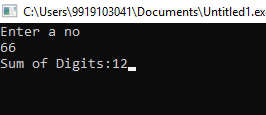 C:\Users\9919103041\Documents\Untitled1.ex
Enter a no
66
Sum of Digits:12